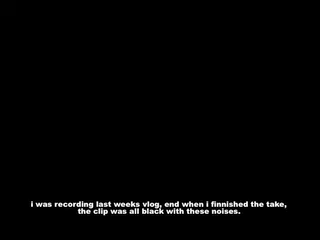 i was recording last weeks vlog, end when i finnished the take,
the clip was all black with these noises.